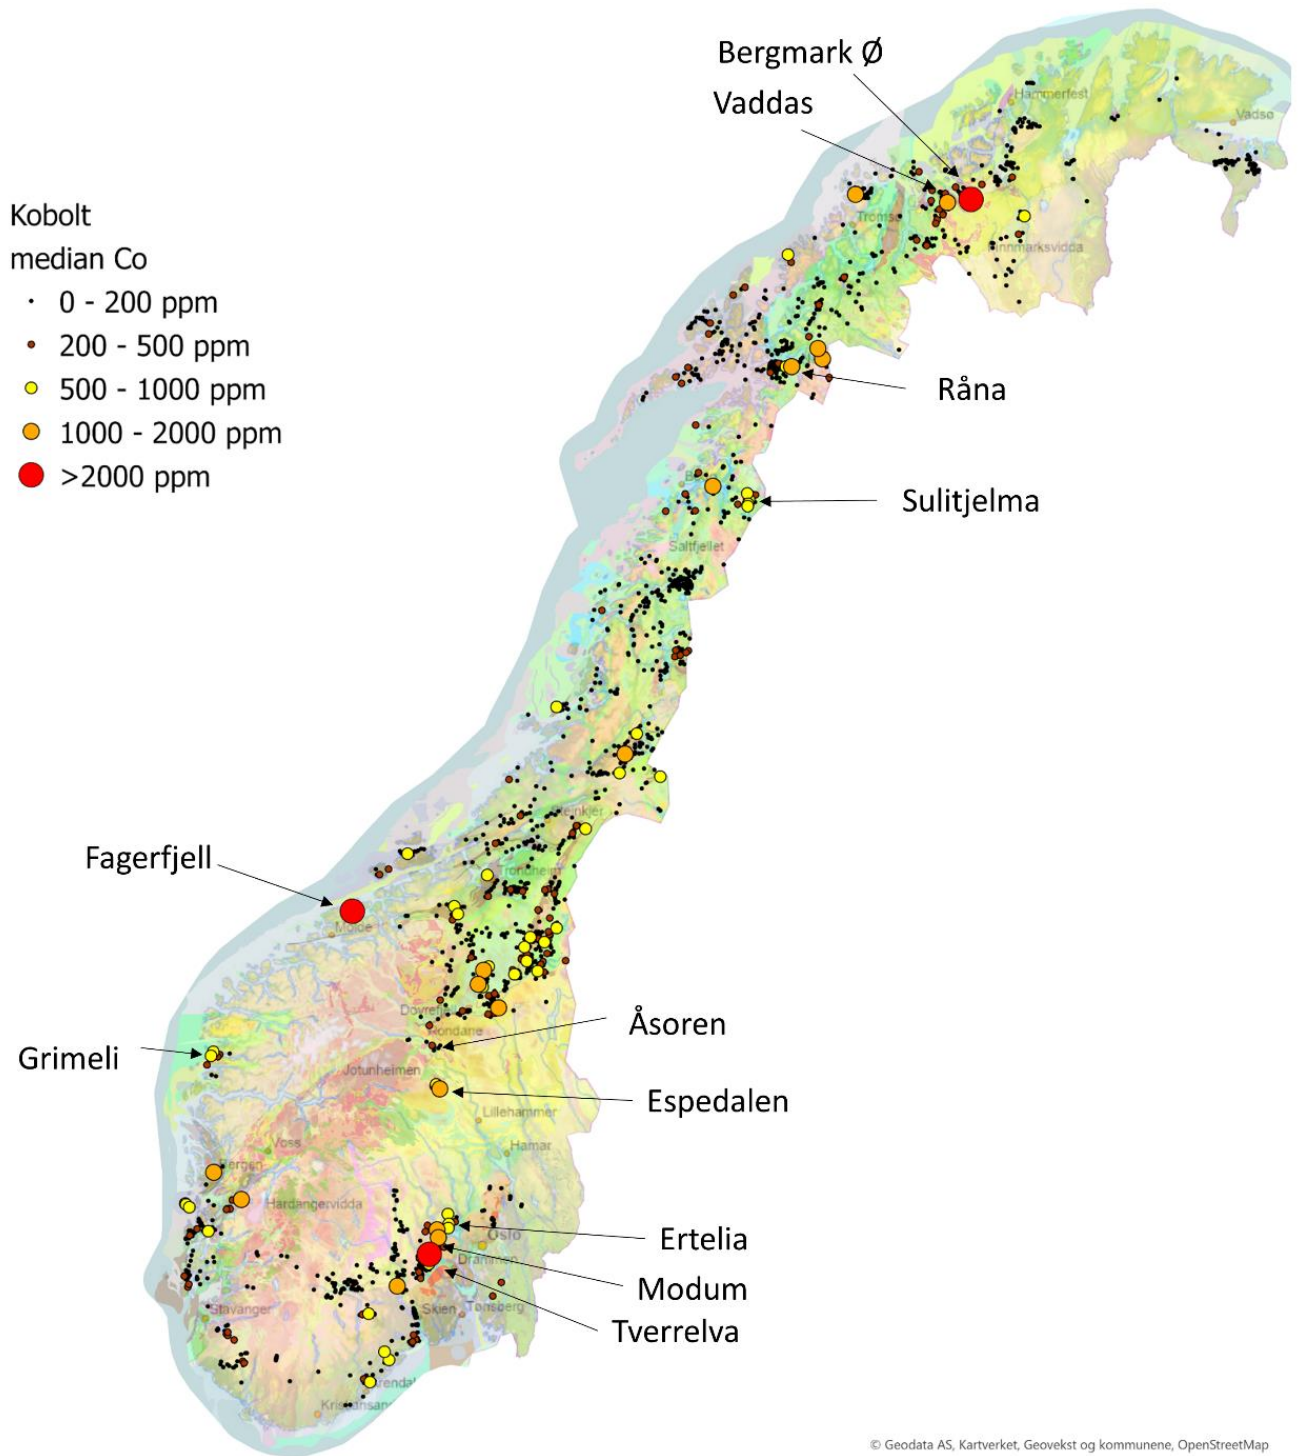 Bergmark Ø
Vaddas
Hammerfest
Vadsø
Kobolt
median Co
0 - 200 ppm
200 - 500 ppm
500 - 1000 ppm
1000 - 2000 ppm
>2000 ppm
Tromsø
Finnmarksvidda
Råna
Sulitjelma
Saltfjellet
Steinkjer
Fagerfjell
Trondheim
Molde
Åsoren
Dovrefjell
Rondane
Grimeli
Jotunheimen
Espedalen
Lillehammer
Hamar
Voss
Bergen
Hardangervidda
Ertelia
Oslo
Drammen
Modum
Skien
Tønsberg
Stavanger
Tverrelva
Arendal
Kristiansand
© Geodata AS, Kartverket, Geovekst og kommunene, OpenStreetMap